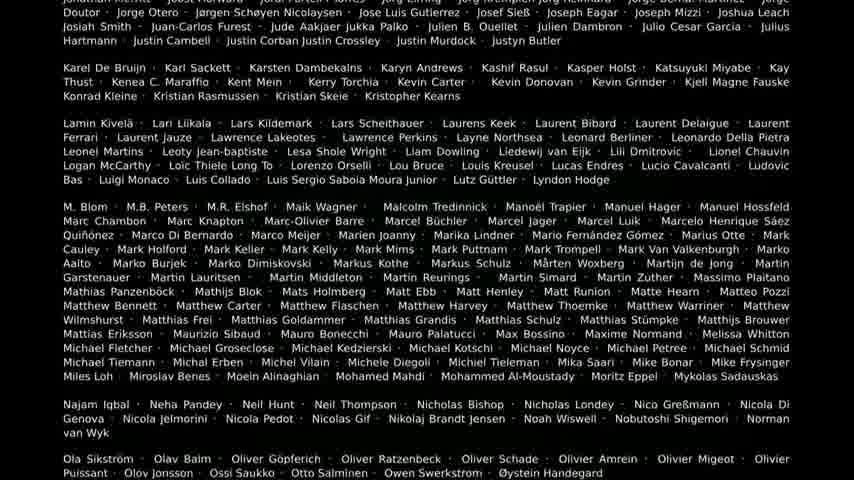 Dodoc · Jorge Otero · Jørgen Schøyen Nicolaysen · Jose Luis Gutierrez · Josef Sieß · Joseph Eagar · Joseph Mizzi · Joshua Leach
Josiah Smith · Juan-Carlos Furest · Jude Aakjaer Jukka Palko · Julien B. Ouellet · Julien Dambron · Julio Cesar Garcia · Julius
Hartmann · Justin Cambell · Justin Corban Justin Crossley · Justin Murdock · Justyn Butler
Karel De Bruijn · Karl Sackett · Karsten Dambekalns · Karyn Andrews · Kashif Rasul · Kasper Holst · Katsuyuki Miyabe · Kay
Thust · Kenea C. Maraffio · Kent Mein · Kerry Torchia · Kevin Carter · Kevin Donovan · Kevin Grinder · Kjell Magne Fauske
Konrad Kleine · Kristian Rasmussen · Kristian Skeie · Kristopher Kearns
Lamin Kivelä · Lari Liikala · Lars Kildemark · Lars Scheithauer · Laurens Keek · Laurent Bibard · Laurent Delaigue · Laurent
Ferrari · Laurent Jauze · Lawrence Lakeotes · Lawrence Perkins · Layne Northsea · Leonard Berliner · Leonardo Della Pietra
Leonel Martins · Leoty Jean-baptiste · Lesa Shole Wright · Liam Dowling · Liedewij van Eijk · Lili Dmitrovic · Lionel Chauvin
Logan McCarthy · Loïc Thiele Long To · Lorenzo Orselli · Lou Bruce · Louis Kreusel · Lucas Endres · Lucio Cavalcanti · Ludovic
Bas · Luigi Monaco · Luis Collado · Luis Sergio Saboia Moura Junior · Lutz Güttler · Lyndon Hodge
M. Blom · M.B. Peters · M.R. Elshof · Maik Wagner · Malcolm Tredinnick · Manoël Trapier · Manuel Hager · Manuel Hossfeld
Marc Chambon · Marc Knapton · Marc-Olivier Barre · Marcel Büchler · Marcel Jager · Marcel Luik · Marcelo Henrique Sáez
Quiñónez · Marco Di Bernardo · Marco Meijer · Marien Joanny · Marika Lindner · Mario Fernández Gómez · Marius Otte · Mark
Cauley · Mark Holford · Mark Keller · Mark Kelly · Mark Mims · Mark Puttnam · Mark Trompell · Mark Van Valkenburgh · Marko
Aalto · Marko Burjek · Marko Dimiskovski · Markus Kothe · Markus Schulz · Mårten Woxberg · Martijn de Jong · Martin
Garstenauer · Martin Lauritsen · Martin Middleton · Martin Reurings · Martin Simard · Martin Zuther · Massimo Plaitano
Mathias Panzenböck · Mathijs Blok · Mats Holmberg · Matt Ebb · Matt Henley · Matt Runion · Matte Hearn · Matteo Pozzi
Matthew Bennett · Matthew Carter · Matthew Flaschen · Matthew Harvey · Matthew Thoemke · Matthew Warriner · Matthew
Wilmshurst · Matthias Frei · Matthias Goldammer · Matthias Grandis · Matthias Schulz · Matthias Stümpke · Matthijs Brouwer
Mattias Eriksson · Maurizio Sibaud · Mauro Bonecchi · Mauro Palucci · Max Bossino · Maxime Normand · Melissa Whitton
Michael Fletcher · Michael Groseclose · Michael Kedzierski · Michael Kotschi · Michael Noyce · Michael Petree · Michael Schmid
Michael Tiemann · Michal Erben · Michel Vilain · Michele Diegoli · Michiel Tieleman · Mika Saari · Mike Bonar · Mike Frysinger
Miles Loh · Miroslav Benes · Moein Alinaghian · Mohamed Mahdi · Mohammed Al-Moustady · Moritz Eppel · Mykolas Sadauskas
Najam Iqbal · Neha Pandey · Neil Hunt · Neil Thompson · Nicholas Bishop · Nicholas Londey · Nico Greßmann · Nicola Di
Genova · Nicola Jelmorini · Nicola Pedot · Nicolas Gif · Nikolaj Brandt Jensen · Noah Wiswell · Nobutoshi Shigemori · Norman
van Wyk
Ola Sikström · Olav Balm · Oliver Göpferich · Oliver Ratzenbeck · Oliver Schade · Olivier Amrein · Olivier Migeot · Olivier
Puissant · Olov Jonsson · Ossi Saukko · Otto Salminen · Owen Swerkstrom · Øystein Handegard